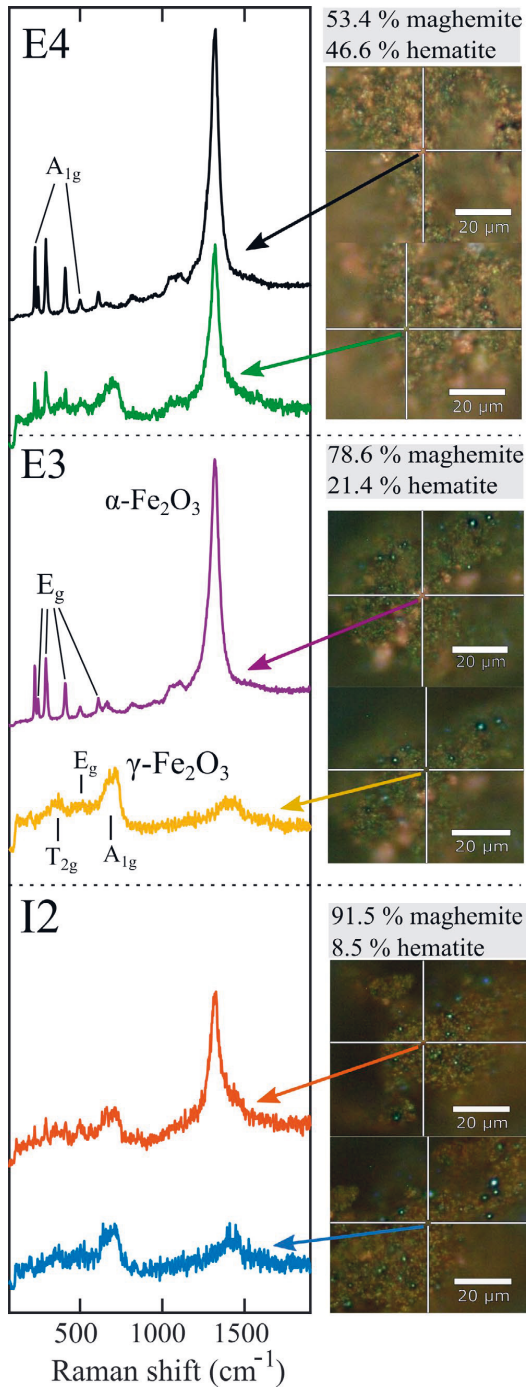 E4
53.4 % maghemite
46.6 % hematite
A1g
20 µm
20 µm
E3
78.6 % maghemite
21.4 % hematite
α-Fe2O3
Eg
20 µm
Eg
γ-Fe2O3
T2g
A1g
20 µm
I2
91.5 % maghemite
8.5 % hematite
20 µm
20 µm
500 1000 1500
Raman shift (cm⁻¹)